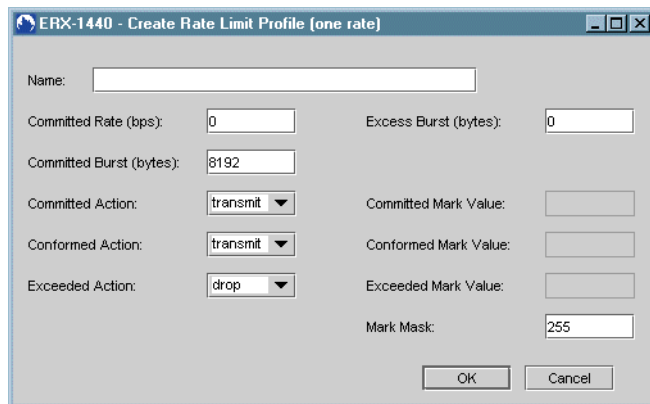 ERX-1440 - Create Rate Limit Profile (one rate)
Name:
Committed Rate (bps): 0 Excess Burst (bytes): 0
Committed Burst (bytes): 8192
Committed Action: transmit Committed Mark Value:
Conformed Action: transmit Conformed Mark Value:
Exceeded Action: drop Exceeded Mark Value:
Mark Mask: 255
OK Cancel